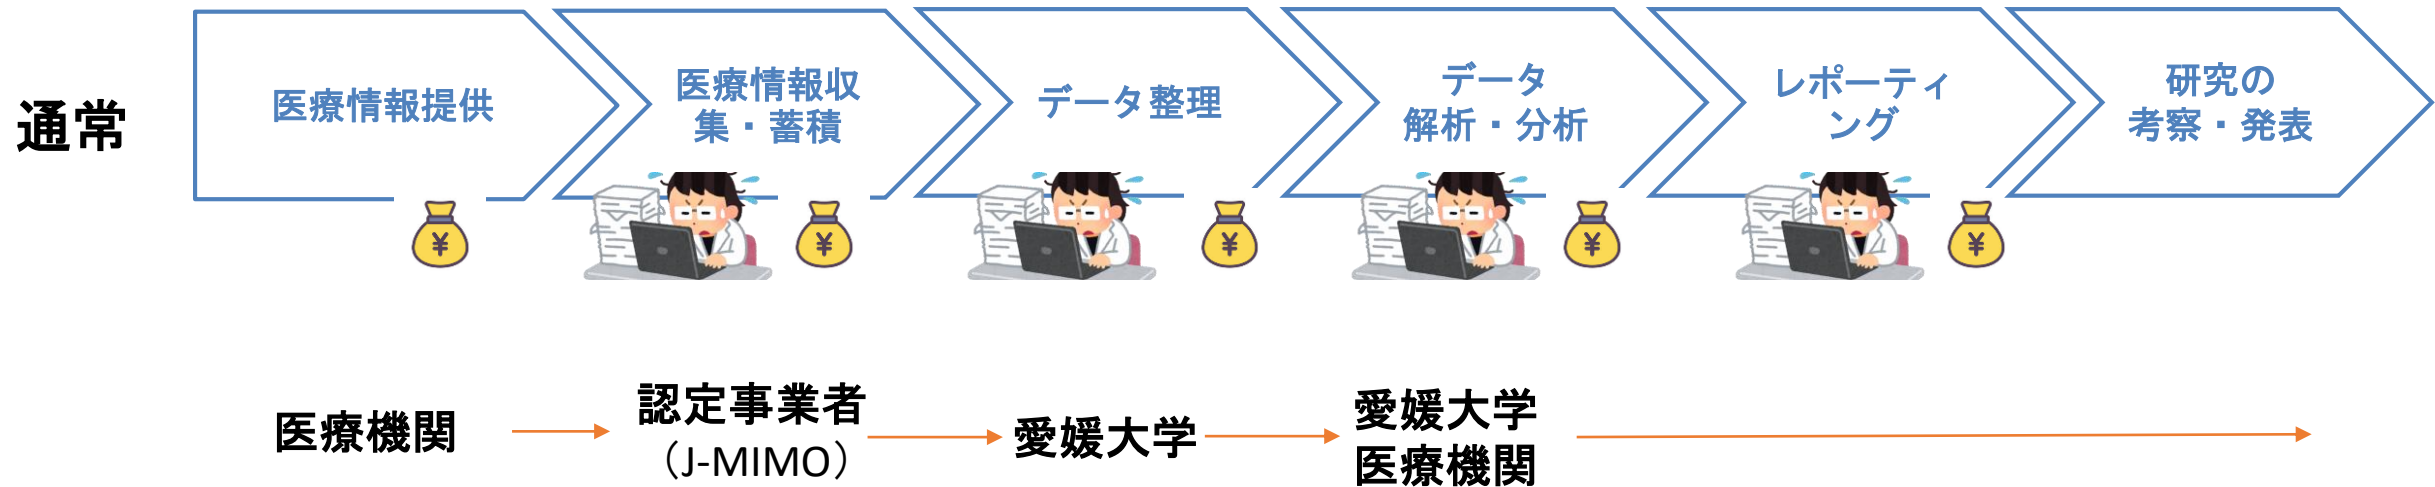 通常
医療情報提供
医療情報収
集・蓄積
データ整理
データ
解析・分析
レポーティ
ング
研究の
考察・発表
¥
¥
¥
¥
¥
医療機関
認定事業者
（J-MIMO）
愛媛大学
愛媛大学
医療機関